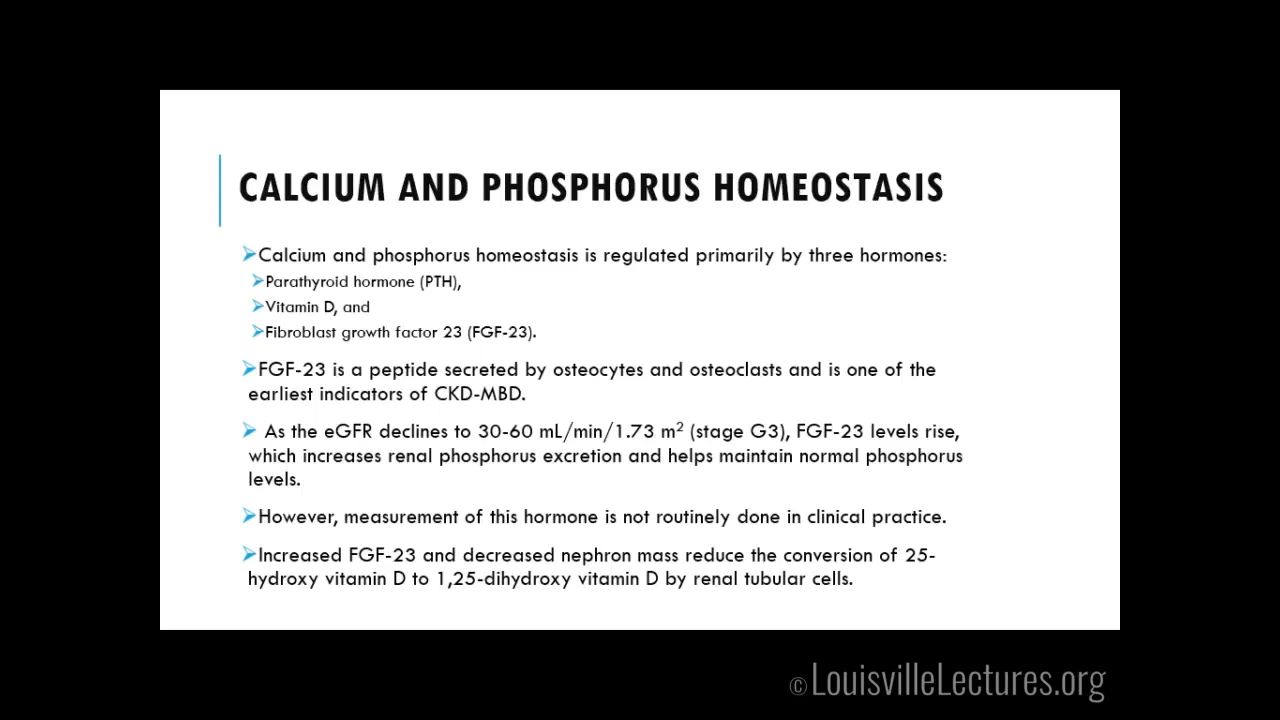 CALCIUM AND PHOSPHORUS HOMEOSTASIS
Calcium and phosphorus homeostasis is regulated primarily by three hormones:
Parathyroid hormone (PTH),
Vitamin D, and
Fibroblast growth factor 23 (FGF-23).
FGF-23 is a peptide secreted by osteocytes and osteoclasts and is one of the
earliest indicators of CKD-MBD.
As the eGFR declines to 30-60 mL/min/1.73 m² (stage G3), FGF-23 levels rise,
which increases renal phosphorus excretion and helps maintain normal phosphorus
levels.
However, measurement of this hormone is not routinely done in clinical practice.
Increased FGF-23 and decreased nephron mass reduce the conversion of 25-
hydroxy vitamin D to 1,25-dihydroxy vitamin D by renal tubular cells.
© LouisvilleLectures.org